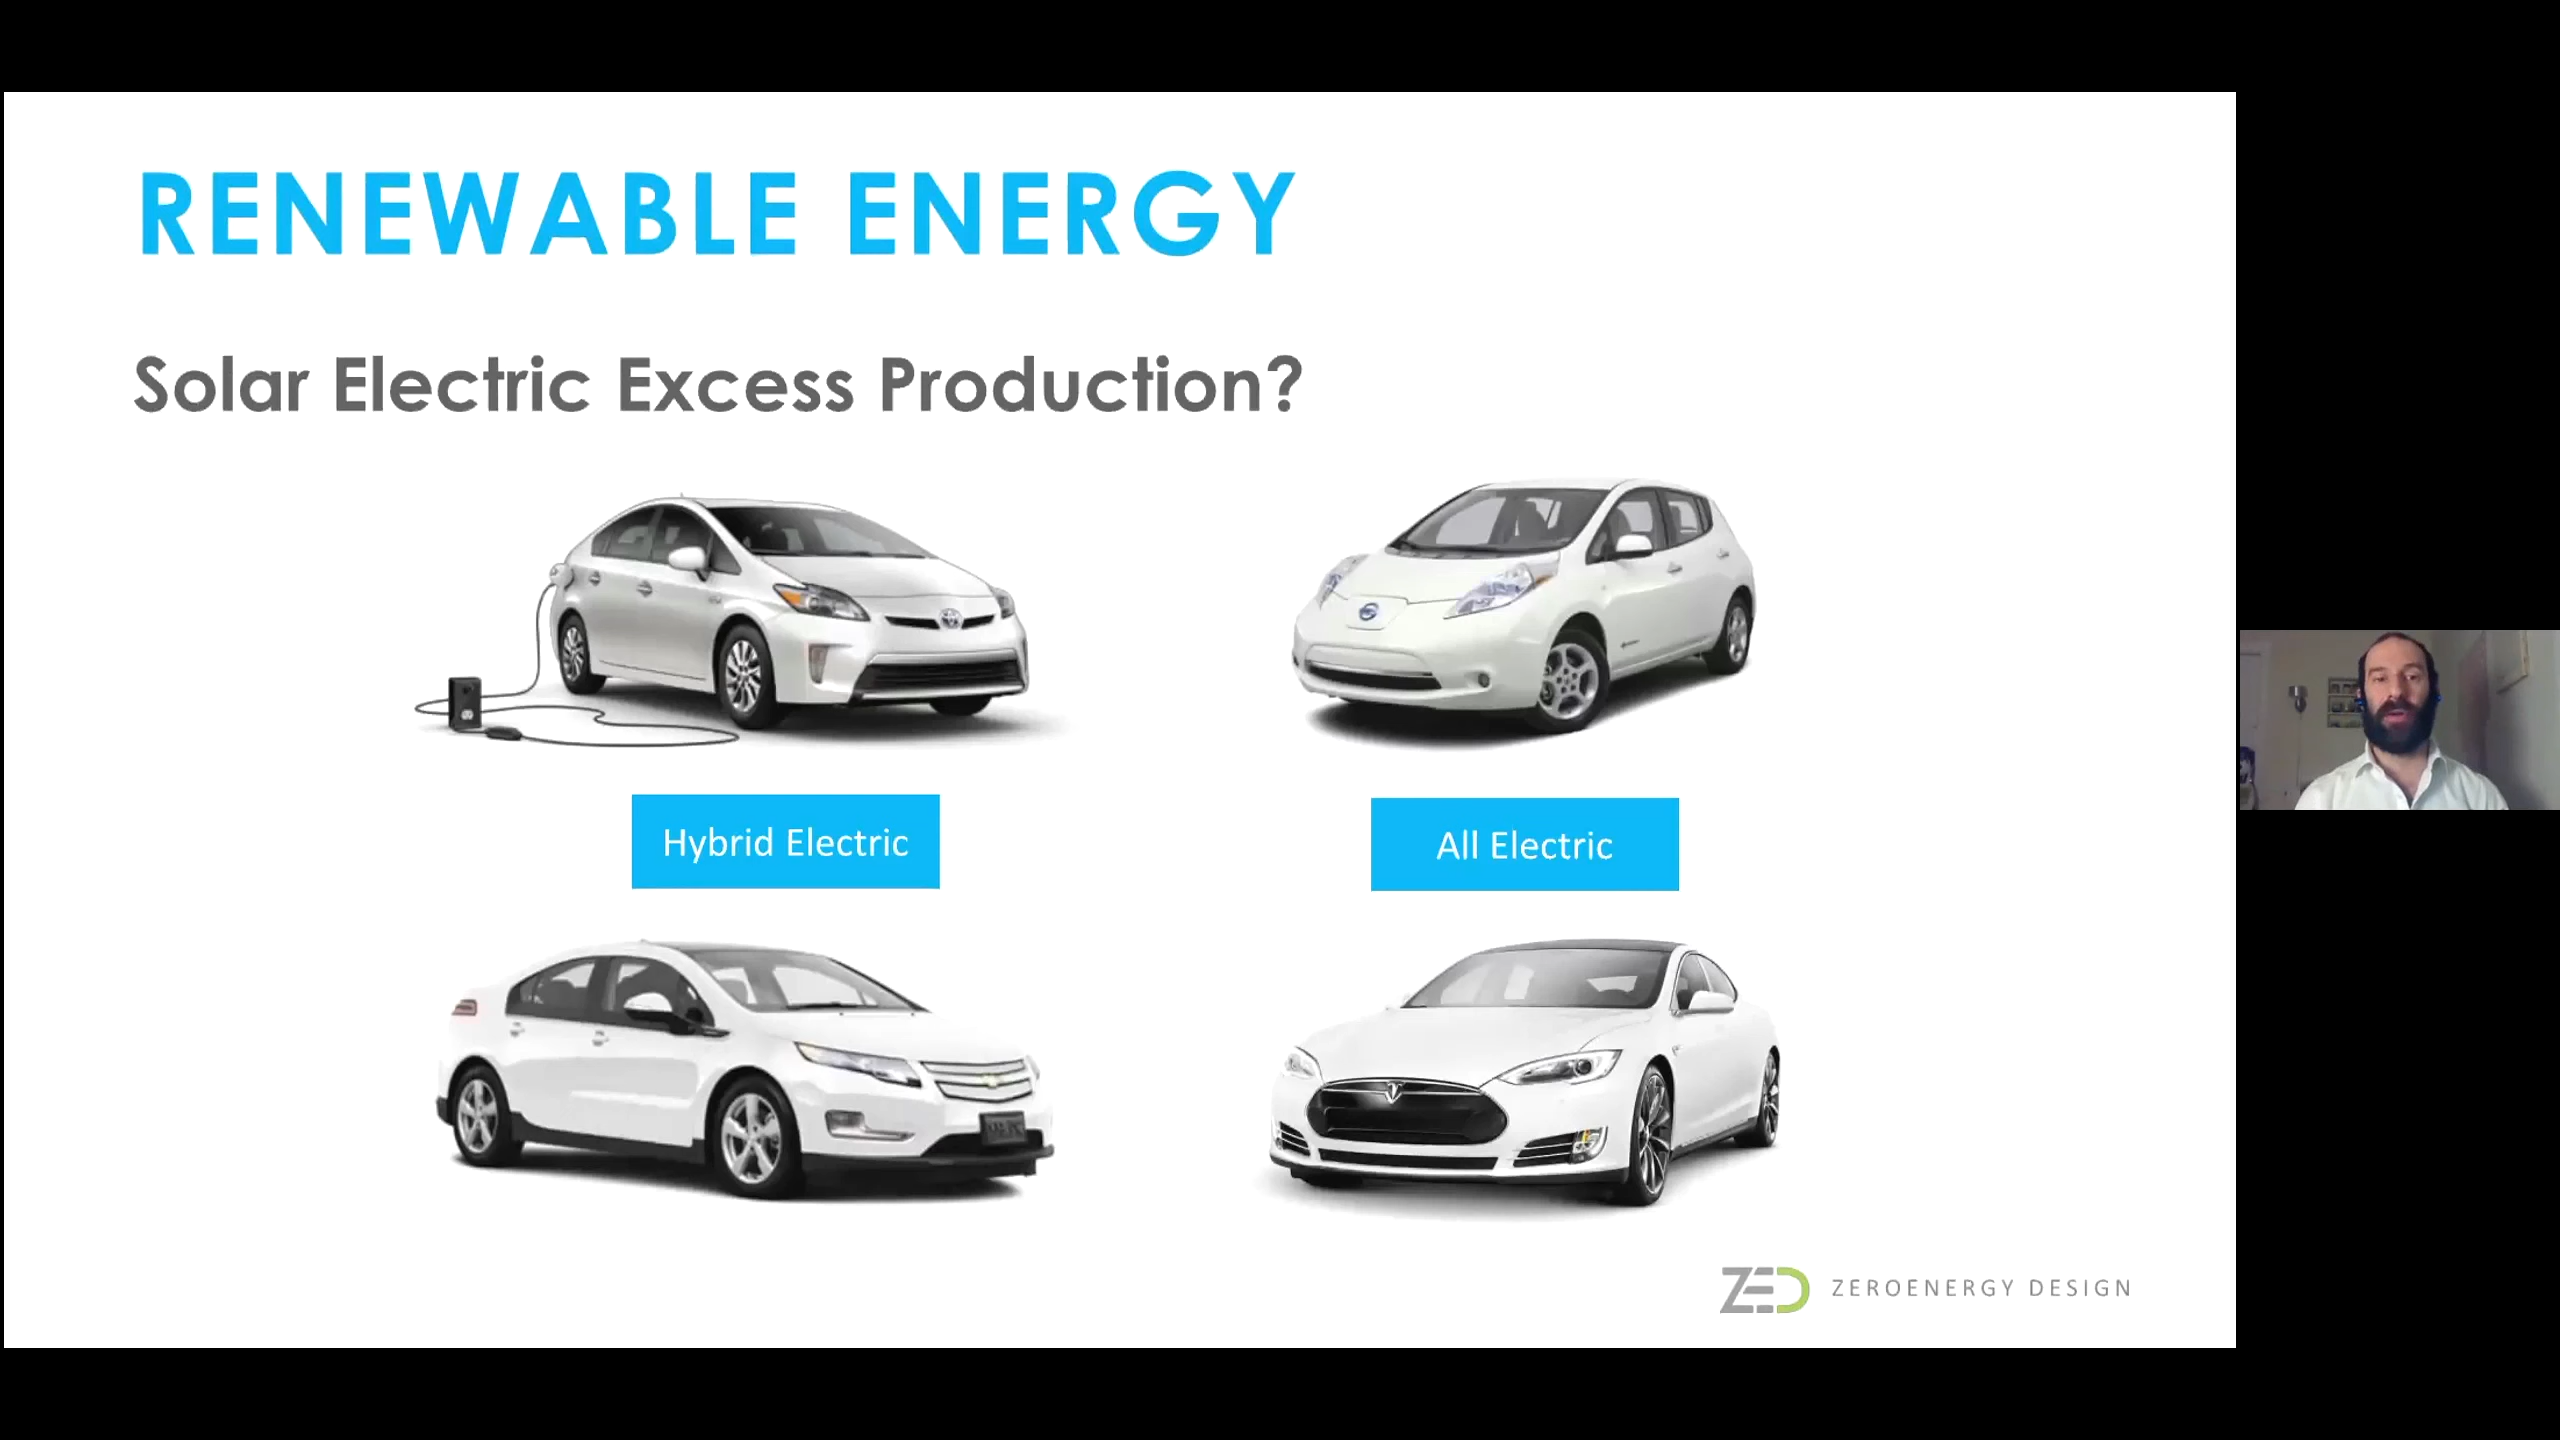 RENEWABLE ENERGY
Solar Electric Excess Production?
Hybrid Electric
All Electric
ZED ZEROENERGY DESIGN